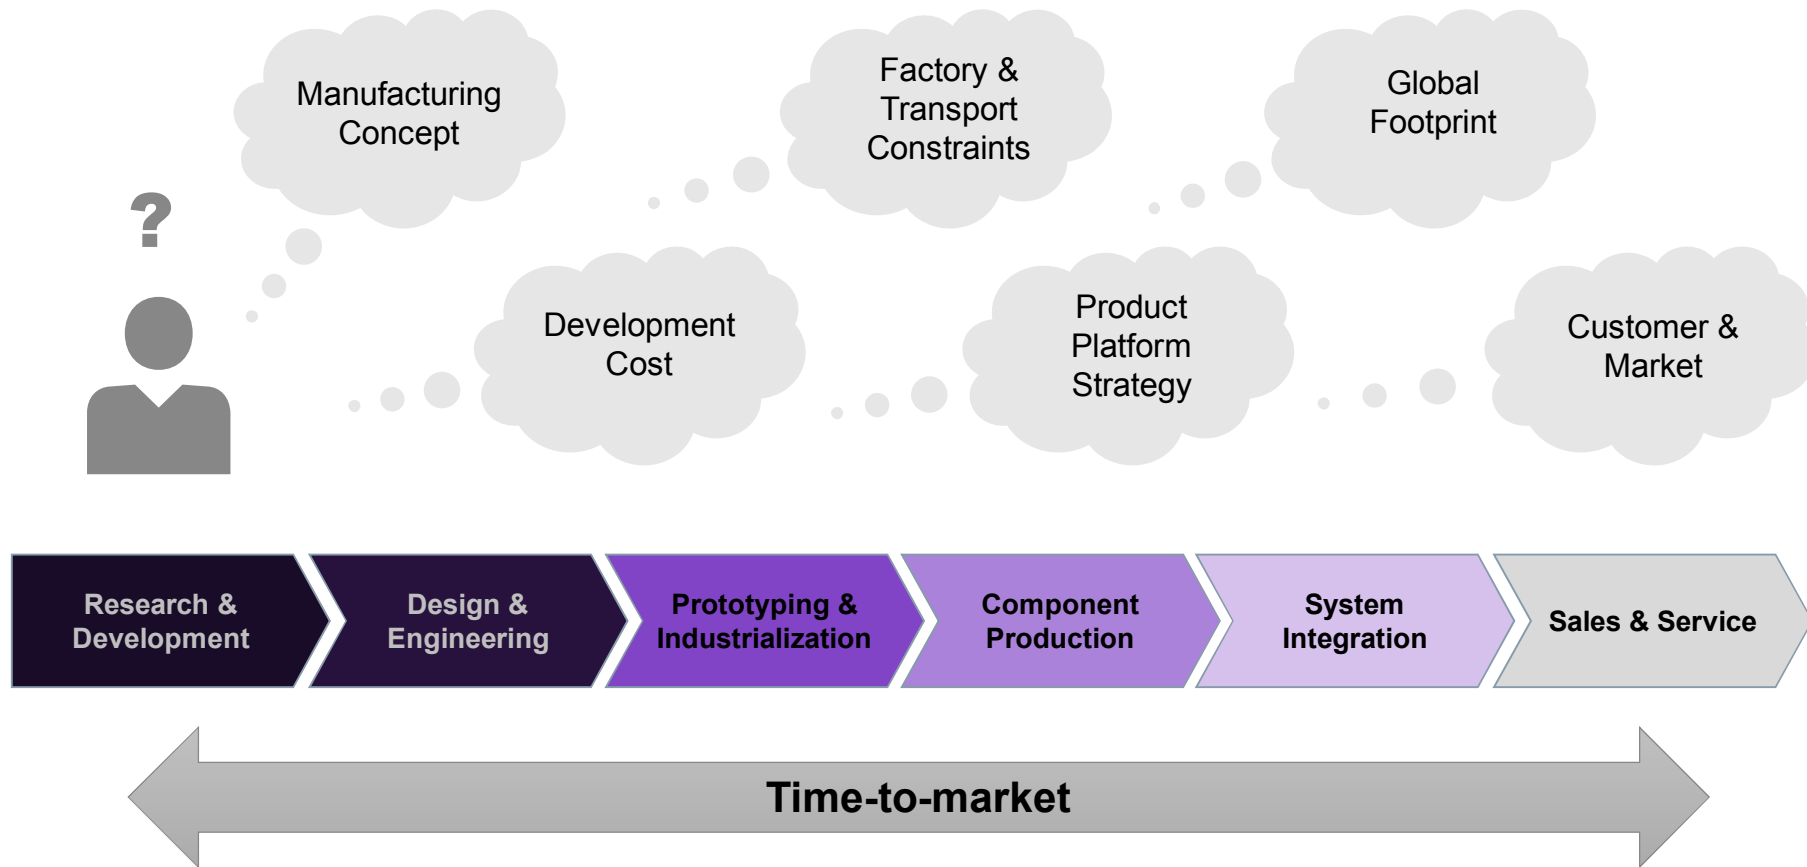 Manufacturing
Concept
Factory &
Transport
Constraints
Global
Footprint
?
Development
Cost
Product
Platform
Strategy
Customer &
Market
Research &
Development
Design &
Engineering
Prototyping &
Industrialization
Component
Production
System
Integration
Sales & Service
Time-to-market